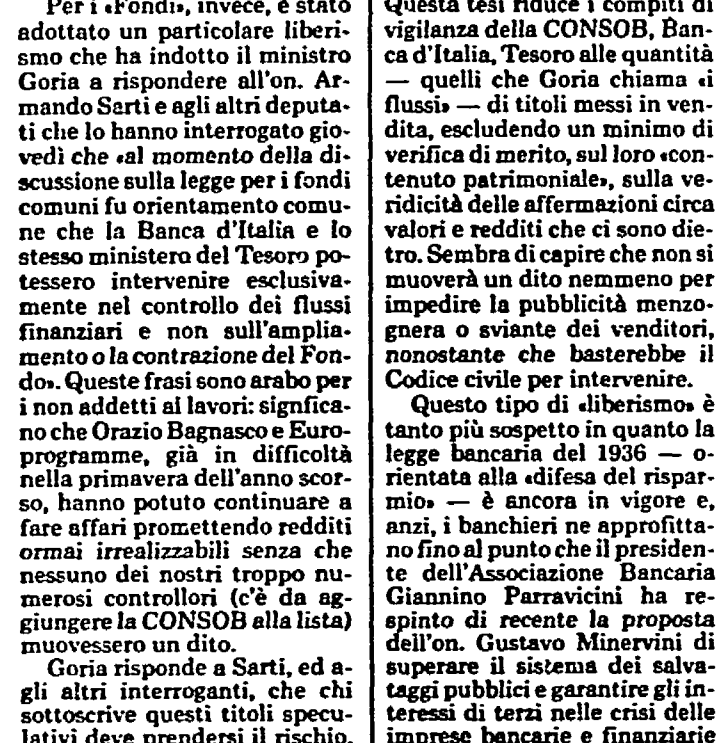 Per i «Fondi», invece, è stato
adottato un particolare liberi-
smo che ha indotto il ministro
Goria a rispondere all'on. Ar-
mando Sarti e agli altri deputa-
ti che lo hanno interrogato gio-
vedì che «al momento della di-
scussione sulla legge per i fondi
comuni fu orientamento comu-
ne che la Banca d'Italia e lo
stesso ministero del Tesoro po-
tessero intervenire esclusiva-
mente nel controllo dei flussi
finanziari e non sull'amplia-
mento o la contrazione del Fon-
do». Queste frasi sono arabo per
i non addetti ai lavori: signfica-
no che Orazio Bagnasco e Euro-
programme, già in difficoltà
nella primavera dell'anno scor-
so, hanno potuto continuare a
fare affari promettendo redditi
ormai irrealizzabili senza che
nessuno dei nostri troppo nu-
merosi controllori (c'è da ag-
giungere la CONSOB alla lista)
muovessero un dito.
Goria risponde a Sarti, ed a-
gli altri interroganti, che chi
sottoscrive questi titoli specu-
lativi deve prendersi il rischio.
Questa tesi riduce i compiti di
vigilanza della CONSOB, Ban-
ca d'Italia, Tesoro alle quantità
— quelli che Goria chiama «i
flussi» — di titoli messi in ven-
dita, escludendo un minimo di
verifica di merito, sul loro «con-
tenuto patrimoniale», sulla ve-
ridicità delle affermazioni circa
valori e redditi che ci sono die-
tro. Sembra di capire che non si
muoverà un dito nemmeno per
impedire la pubblicità menzo-
gnera o sviante dei venditori,
nonostante che basterebbe il
Codice civile per intervenire.
Questo tipo di «liberismo» è
tanto più sospetto in quanto la
legge bancaria del 1936 — o-
rientata alla «difesa del rispar-
mio» — è ancora in vigore e,
anzi, i banchieri ne approfitta-
no fino al punto che il presiden-
te dell'Associazione Bancaria
Giannino Parravicini ha re-
spinto di recente la proposta
dell'on. Gustavo Minervini di
superare il sistema dei salva-
taggi pubblici e garantire gli in-
teressi di terzi nelle crisi delle
imprese bancarie e finanziarie